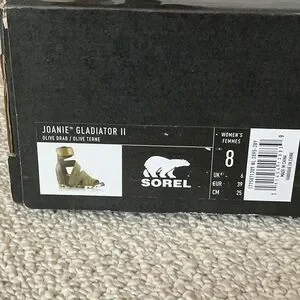 JOANIE™ GLADIATOR II
OLIVE DRAB / OLIVE TERNE
SOREL
WOMEN'S
FEMMES
8
UK 6
EUR 39
CM 25